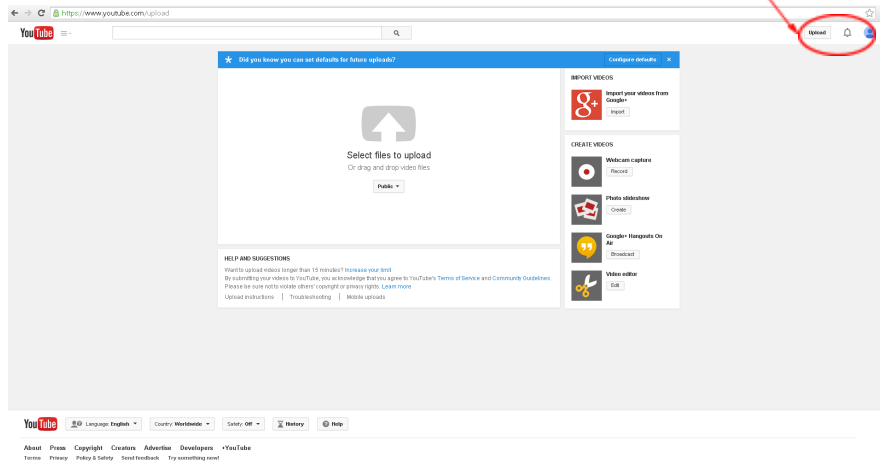 https://www.youtube.com/upload
YouTube
Upload
Did you know you can set defaults for future uploads?
Configure defaults ×
Select files to upload
Or drag and drop video files
Public
IMPORT VIDEOS
Import your videos from
Google+
Import
CREATE VIDEOS
Webcam capture
Record
Photo slideshow
Create
Google+ Hangouts On
Air
Broadcast
Video editor
Edit
HELP AND SUGGESTIONS
Want to upload videos longer than 15 minutes? Increase your limit
By submitting your videos to YouTube, you acknowledge that you agree to YouTube's Terms of Service and Community Guidelines.
Please be sure not to violate others' copyright or privacy rights. Learn more
Upload instructions | Troubleshooting | Mobile uploads
YouTube Language: English Country: Worldwide Safety: Off History Help
About Press Copyright Creators Advertise Developers +YouTube
Terms Privacy Policy & Safety Send feedback Try something new!